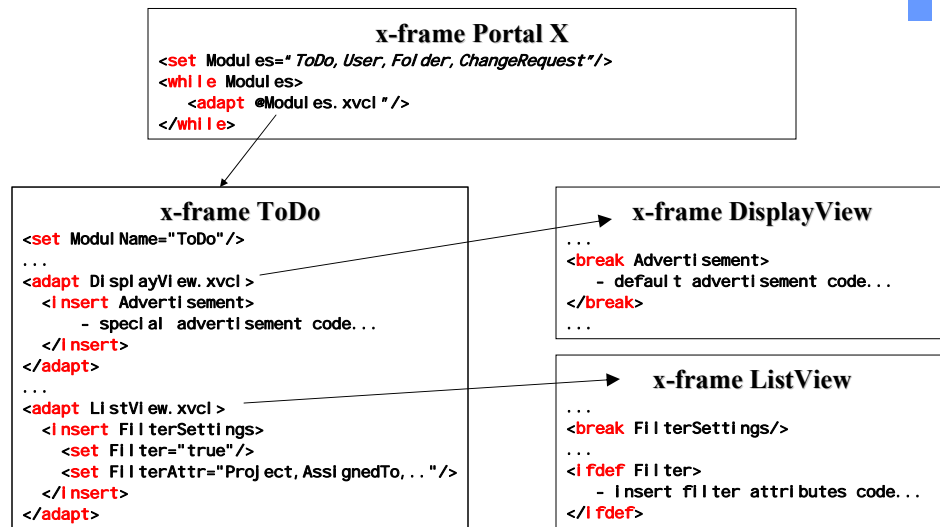 x-frame Portal X
<set Modules="ToDo,User,Folder,ChangeRequest"/>
<while Modules>
<adapt @Modules.xvcl"/>
</while>
x-frame ToDo
<set ModulName="ToDo"/>
...
<adapt DisplayView.xvcl>
<insert Advertisement>
- special advertisement code...
</insert>
</adapt>
...
<adapt ListView.xvcl>
<insert FilterSettings>
<set Filter="true"/>
<set FilterAttr="Project,AssignedTo,.."/>
</insert>
</adapt>
x-frame DisplayView
...
<break Advertisement>
- default advertisement code...
</break>
...
x-frame ListView
...
<break FilterSettings/>
...
<ifdef Filter>
- Insert filter attributes code...
</ifdef>